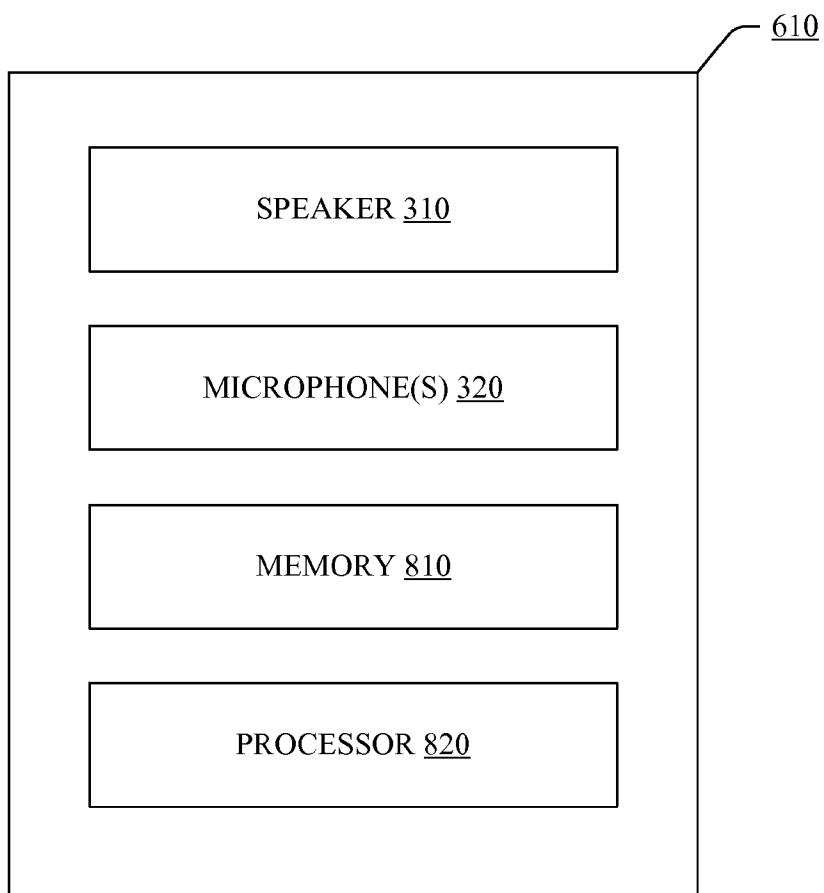 610
SPEAKER 310
MICROPHONE(S) 320
MEMORY 810
PROCESSOR 820